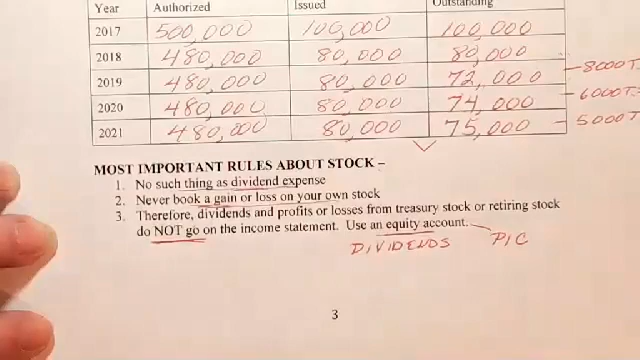 Year Authorized Issued Outstanding
2017 500,000 100,000 100,000
2018 480,000 80,000 80,000
2019 480,000 80,000 72,000 8000 T.
2020 480,000 80,000 74,000 6000 T.
2021 480,000 80,000 75,000 5000 T
MOST IMPORTANT RULES ABOUT STOCK –
1. No such thing as dividend expense
2. Never book a gain or loss on your own stock
3. Therefore, dividends and profits or losses from treasury stock or retiring stock
do NOT go on the income statement. Use an equity account.
DIVIDENDS PIC
3